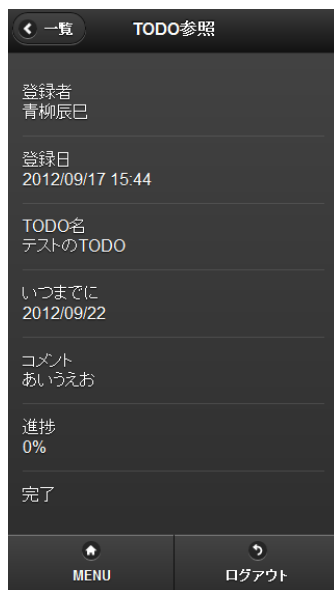 一覧
TODO参照
登録者
青柳辰巳
登録日
2012/09/17 15:44
TODO名
テストのTODO
いつまでに
2012/09/22
コメント
あいうえお
進捗
0%
完了
MENU
ログアウト